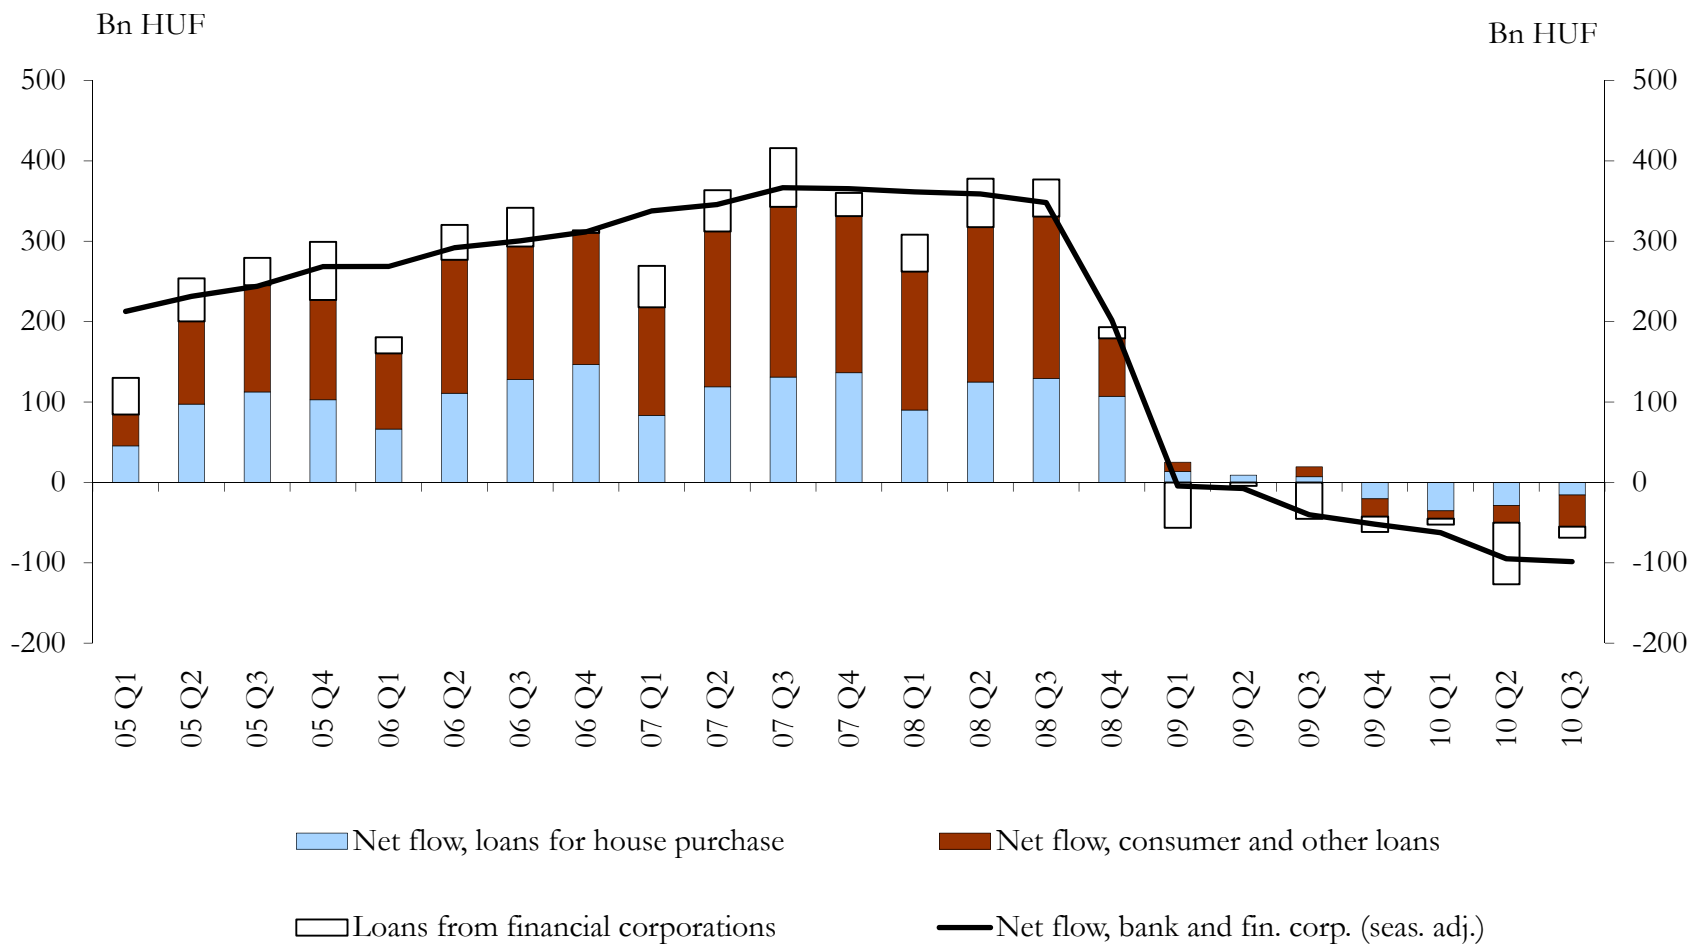 Bn HUF
Bn HUF
500 500
400 400
300 300
200 200
100 100
0 0
-100 -100
-200 -200
05 Q1
05 Q2
05 Q3
05 Q4
06 Q1
06 Q2
06 Q3
06 Q4
07 Q1
07 Q2
07 Q3
07 Q4
08 Q1
08 Q2
08 Q3
08 Q4
09 Q1
09 Q2
09 Q3
09 Q4
10 Q1
10 Q2
10 Q3
Net flow, loans for house purchase
Net flow, consumer and other loans
Loans from financial corporations
Net flow, bank and fin. corp. (seas. adj.)